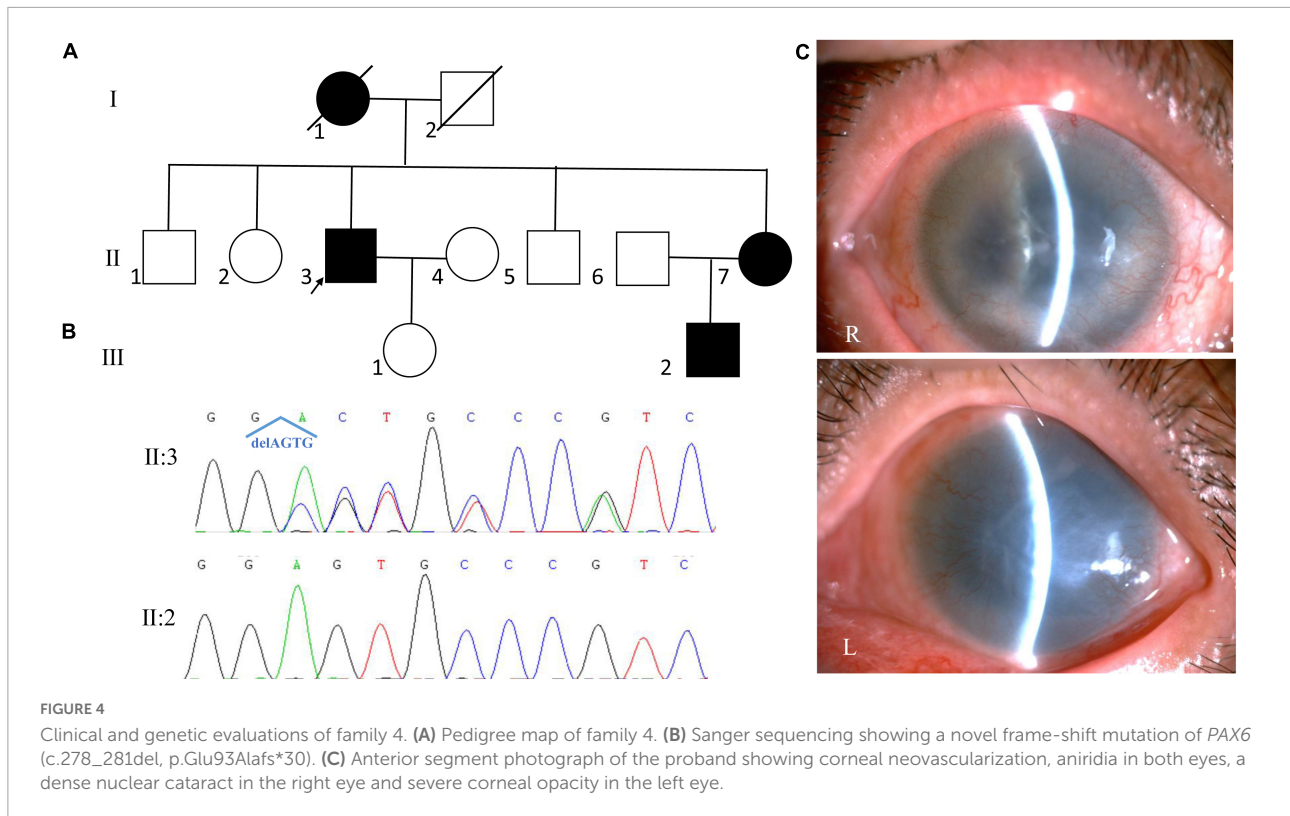 A
C
I
1
2
II
1
2
3
4
5
6
7
B
III
1
2
R
G G A C T G C C C G T C
delAGTG
II:3
G G A G T G C C C G T C
II:2
L
FIGURE 4
Clinical and genetic evaluations of family 4. (A) Pedigree map of family 4. (B) Sanger sequencing showing a novel frame-shift mutation of PAX6
(c.278_281del, p.Glu93Alafs*30). (C) Anterior segment photograph of the proband showing corneal neovascularization, aniridia in both eyes, a
dense nuclear cataract in the right eye and severe corneal opacity in the left eye.